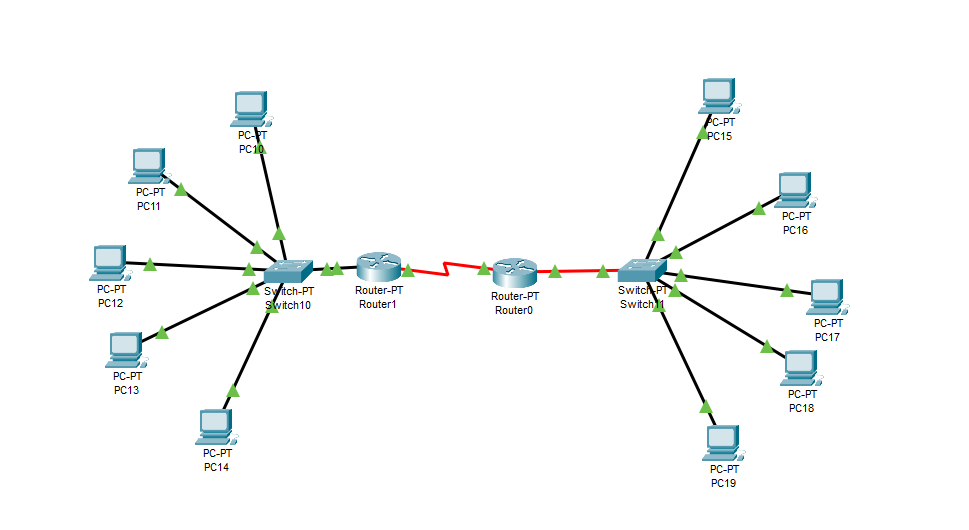 PC-PT
PC10
PC-PT
PC11
PC-PT
PC12
PC-PT
PC13
PC-PT
PC14
Switch-PT
Switch10
Router-PT
Router1
Router-PT
Router0
Switch-PT
Switch11
PC-PT
PC15
PC-PT
PC16
PC-PT
PC17
PC-PT
PC18
PC-PT
PC19